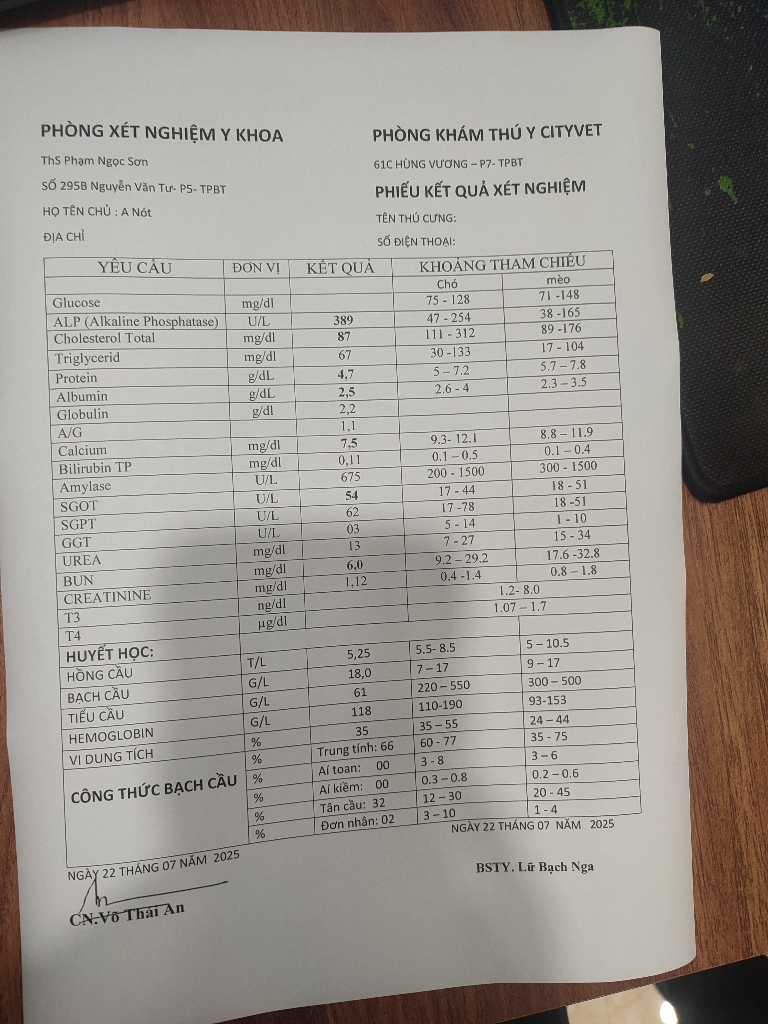 PHÒNG XÉT NGHIỆM Y KHOA
ThS Phạm Ngọc Sơn
SỐ 295B Nguyễn Văn Tư- P5- TPBT
HỌ TÊN CHỦ : A Nót
ĐỊA CHỈ
PHÒNG KHÁM THÚ Y CITYVET
61C HÙNG VƯƠNG – P7- TPBT
PHIẾU KẾT QUẢ XÉT NGHIỆM
TÊN THÚ CƯNG:
SỐ ĐIỆN THOẠI:
YÊU CẦU ĐƠN VỊ KẾT QUẢ KHOẢNG THAM CHIẾU
Chó mèo
Glucose mg/dl 75 - 128 71 -148
ALP (Alkaline Phosphatase) U/L 389 47 - 254 38 -165
Cholesterol Total mg/dl 87 111 - 312 89 -176
Triglycerid mg/dl 67 30 -133 17 - 104
Protein g/dL 4,7 5 – 7.2 5.7 – 7.8
Albumin g/dL 2,5 2.6 - 4 2.3 – 3.5
Globulin g/dl 2,2
A/G 1,1
Calcium mg/dl 7,5 9.3- 12.1 8.8 – 11.9
Bilirubin TP mg/dl 0,11 0.1 – 0.5 0.1 – 0.4
Amylase U/L 675 200 - 1500 300 - 1500
SGOT U/L 54 17 - 44 18 - 51
SGPT U/L 62 17 -78 18 -51
GGT U/L 03 5 - 14 1 - 10
UREA mg/dl 13 7 - 27 15 - 34
BUN mg/dl 6,0 9.2 – 29.2 17.6 -32.8
CREATININE mg/dl 1,12 0.4 -1.4 0.8 – 1.8
T3 ng/dl 1.2- 8.0
T4 µg/dl 1.07 – 1.7
HUYẾT HỌC:
HỒNG CẦU T/L 5,25 5.5- 8.5 5 – 10.5
BẠCH CẦU G/L 18,0 7 – 17 9 – 17
TIỂU CẦU G/L 61 220 – 550 300 – 500
HEMOGLOBIN G/L 118 110-190 93-153
VI DUNG TÍCH % 35 35 – 55 24 – 44
CÔNG THỨC BẠCH CẦU % Trung tính: 66 60 - 77 35 - 75
% Aí toan: 00 3 - 8 3 – 6
% Aí kiềm: 00 0.3 – 0.8 0.2 – 0.6
% Tân cầu: 32 12 – 30 20 - 45
% Đơn nhân: 02 3 – 10 1 - 4
NGÀY 22 THÁNG 07 NĂM 2025
NGÀY 22 THÁNG 07 NĂM 2025
CN.Võ Thái An
BSTY. Lữ Bạch Nga